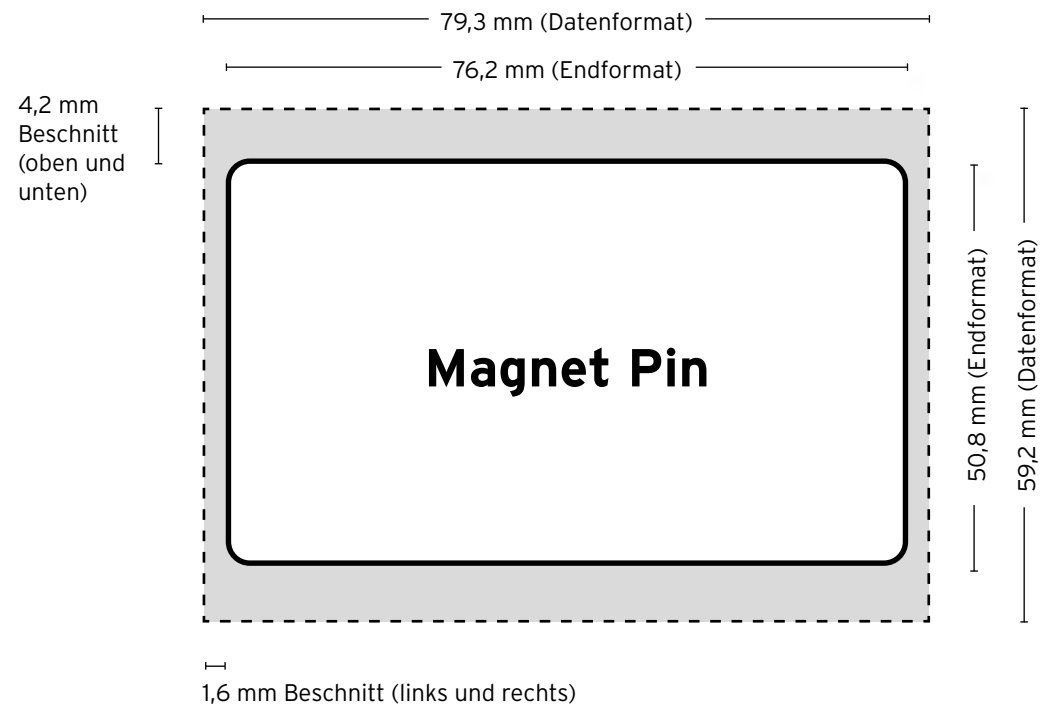 79,3 mm (Datenformat)
76,2 mm (Endformat)
4,2 mm
Beschnitt
(oben und
unten)
Magnet Pin
50,8 mm (Endformat)
59,2 mm (Datenformat)
1,6 mm Beschnitt (links und rechts)